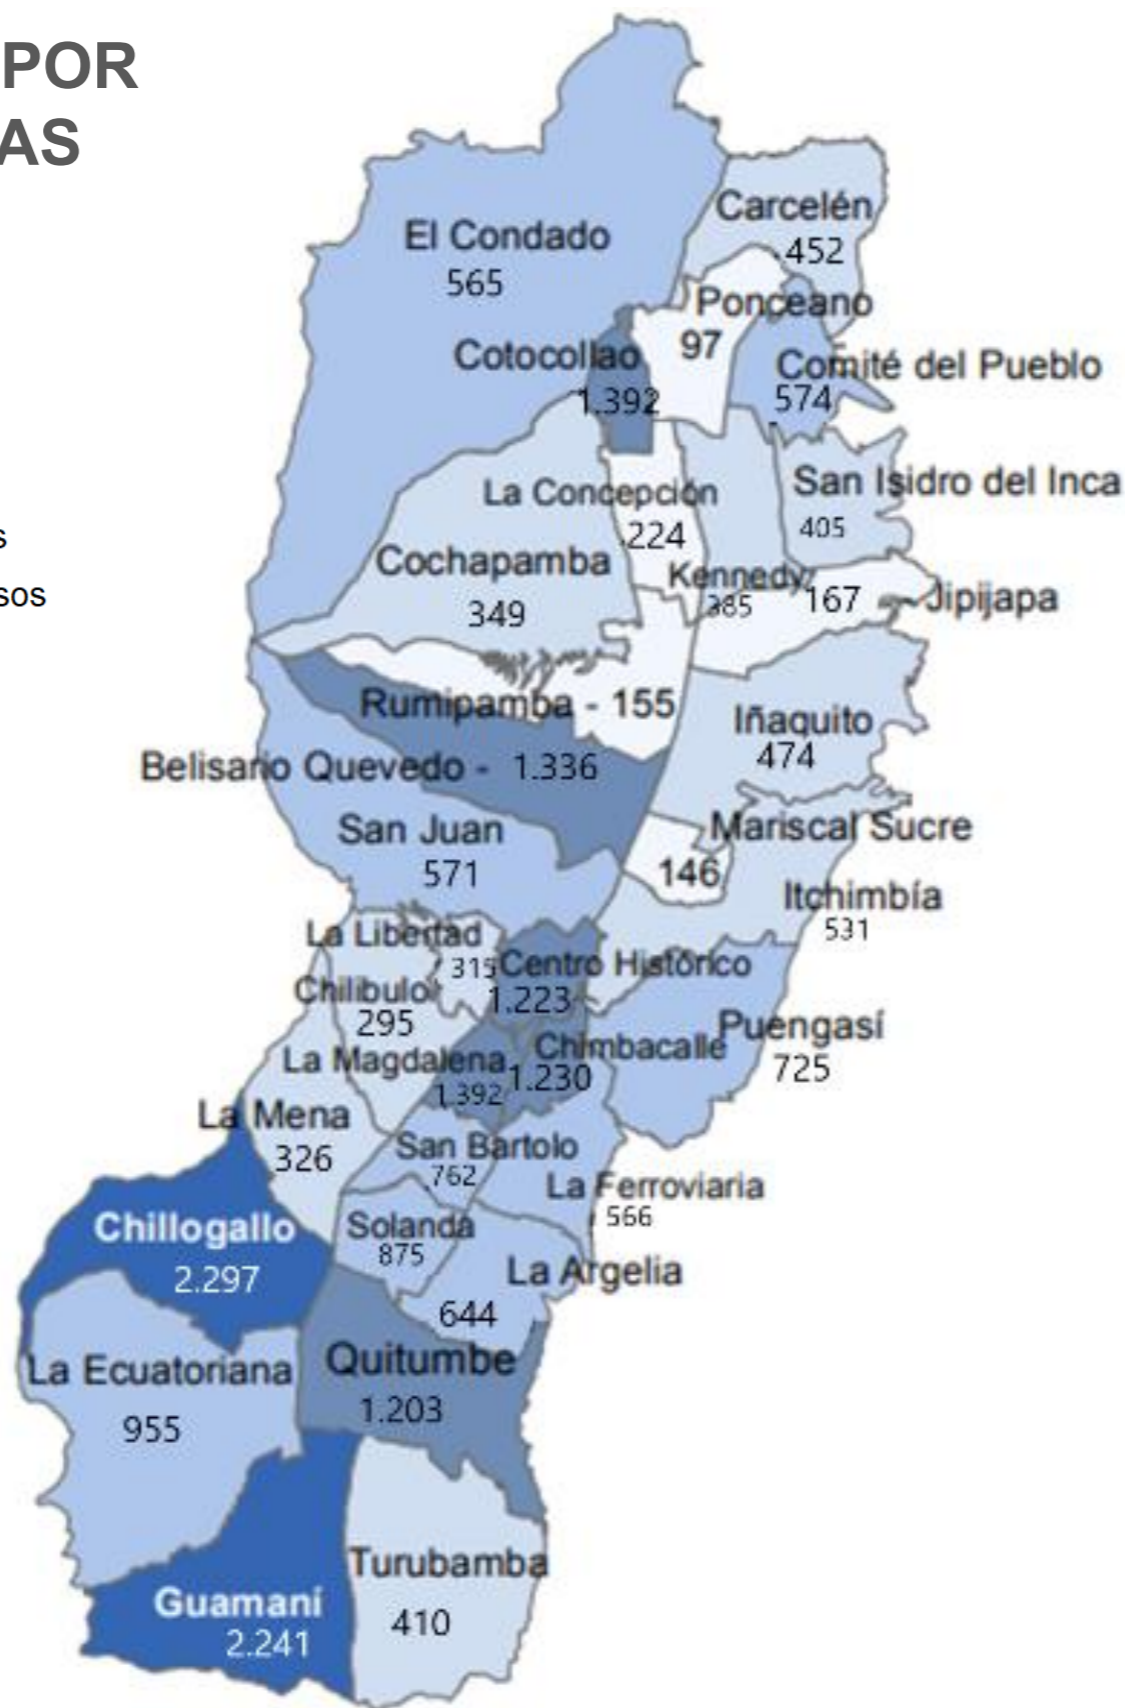 POR
AS
s
sos
El Condado
565
Carcelén
452
Ponceano
97
Cotocollao
1.392
Comité del Pueblo
574
La Concepción
224
San Isidro del Inca
405
Cochapamba
349
Kennedy
385
167
Jipijapa
Rumipamba - 155
Iñaquito
474
Belisario Quevedo - 1.336
San Juan
571
Mariscal Sucre
146
Itchimbía
531
La Libertad
315
Centro Histórico
1.223
Chilibulo
295
Puengasí
725
La Magdalena
1.392
Chimbacalle
1.230
La Mena
326
San Bartolo
762
La Ferroviaria
566
Chillogallo
2.297
Solanda
875
La Argelia
644
La Ecuatoriana
955
Quitumbe
1.203
Turubamba
410
Guamaní
2.241